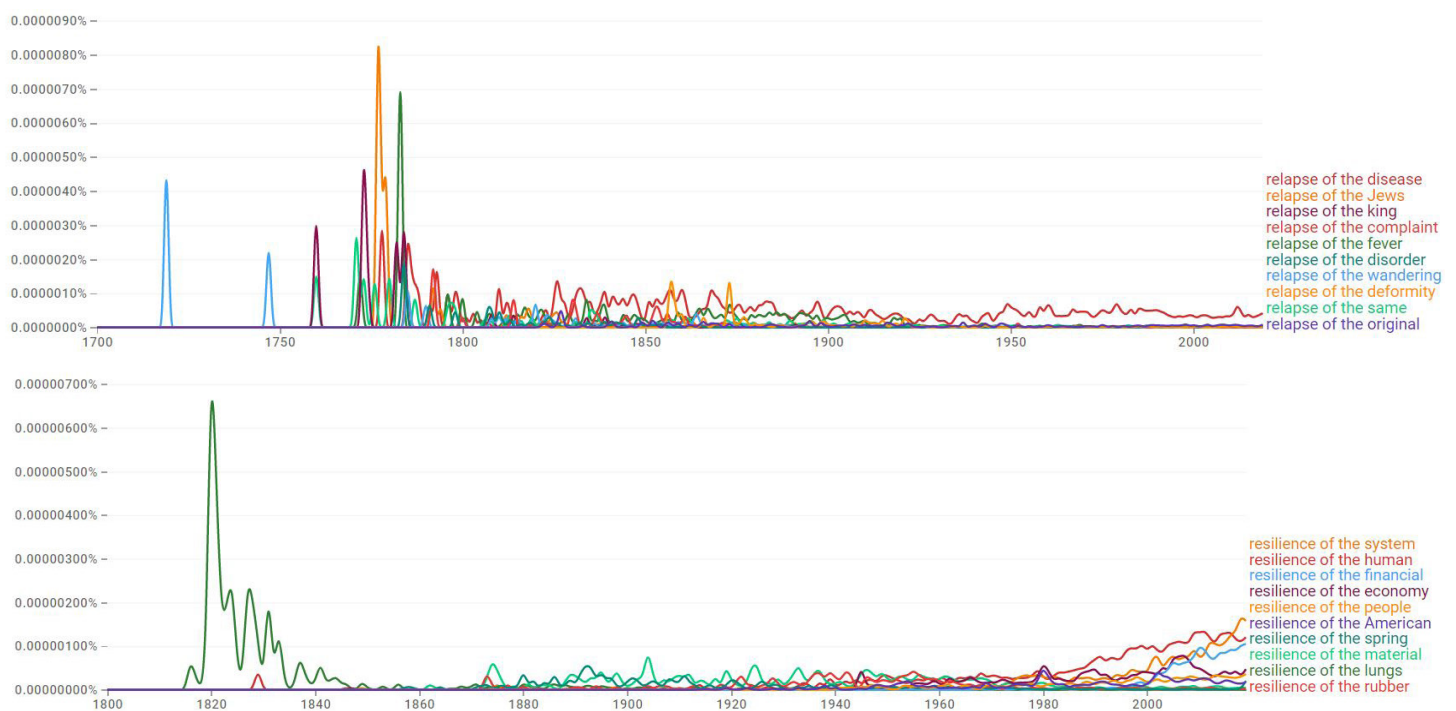 0.0000090%
0.0000080%
0.0000070%
0.0000060%
0.0000050%
0.0000040%
0.0000030%
0.0000020%
0.0000010%
0.0000000%
1700 1750 1800 1850 1900 1950 2000
relapse of the disease
relapse of the Jews
relapse of the king
relapse of the complaint
relapse of the fever
relapse of the disorder
relapse of the wandering
relapse of the deformity
relapse of the same
relapse of the original
0.00000700%
0.00000600%
0.00000500%
0.00000400%
0.00000300%
0.00000200%
0.00000100%
0.00000000%
1800 1820 1840 1860 1880 1900 1920 1940 1960 1980 2000
resilience of the system
resilience of the human
resilience of the financial
resilience of the economy
resilience of the people
resilience of the American
resilience of the spring
resilience of the material
resilience of the lungs
resilience of the rubber